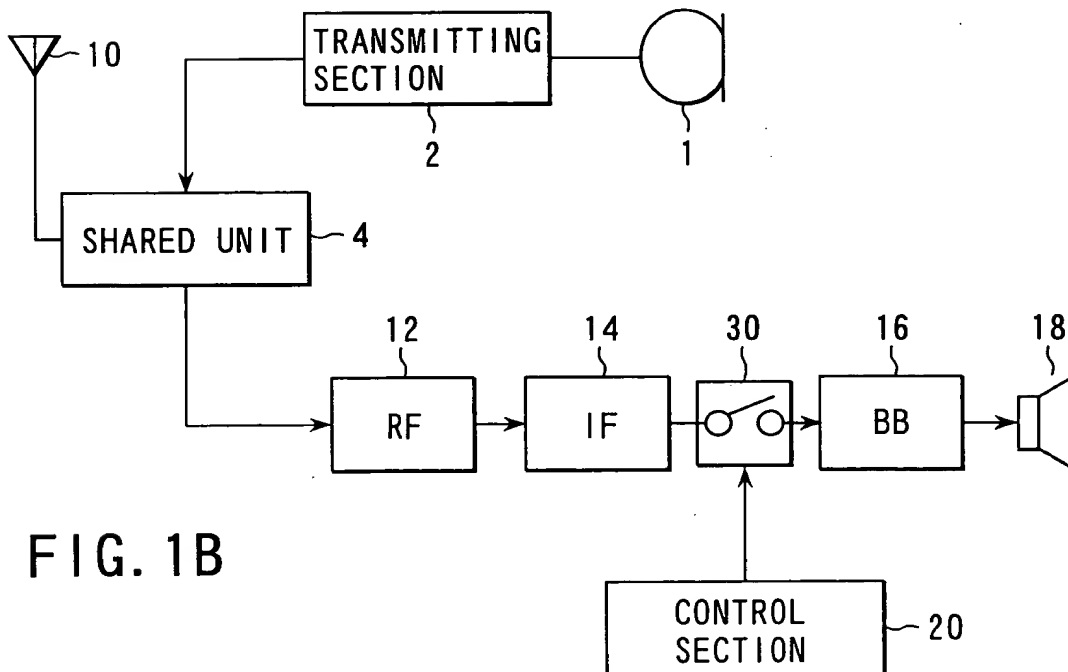 10
TRANSMITTING
SECTION
2
1
SHARED UNIT
4
12
14
30
16
18
RF
IF
BB
FIG. 1B
CONTROL
SECTION
20